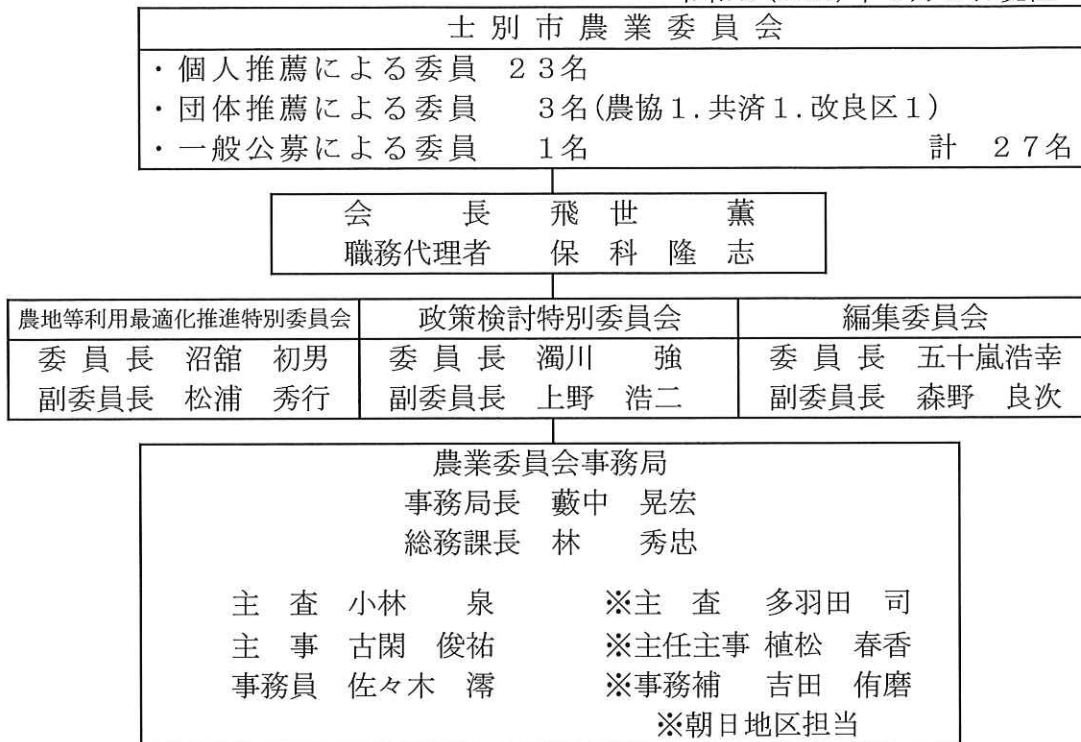 士別市農業委員会
・個人推薦による委員　２３名
・団体推薦による委員　３名(農協１.共済１.改良区１)
・一般公募による委員　１名　計　２７名
会　長　飛世　薫
職務代理者　保科隆志
農地等利用最適化推進特別委員会　政策検討特別委員会　編集委員会
委員長　沼舘　初男　委員長　濁川　強　委員長　五十嵐浩幸
副委員長　松浦　秀行　副委員長　上野　浩二　副委員長　森野　良次
農業委員会事務局
事務局長　藪中　晃宏
総務課長　林　秀忠
主　査　小林　泉　※主　査　多羽田　司
主　事　古閑　俊祐　※主任主事　植松　春香
事務員　佐々木　澪　※事務補　吉田　侑磨
※朝日地区担当